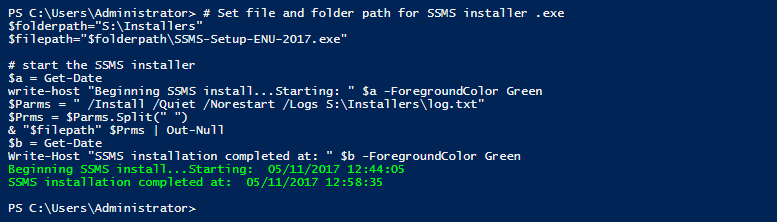 PS C:\Users\Administrator> # Set file and folder path for SSMS installer .exe
$folderpath="S:\Installers"
$filepath="$folderpath\SSMS-Setup-ENU-2017.exe"
# start the SSMS installer
$a = Get-Date
write-host "Beginning SSMS install...Starting: " $a -ForegroundColor Green
$Parms = " /Install /Quiet /Norestart /Logs S:\Installers\log.txt"
$Prms = $Parms.Split(" ")
& "$filepath" $Prms | Out-Null
$b = Get-Date
Write-Host "SSMS installation completed at: " $b -ForegroundColor Green
Beginning SSMS install...Starting:  05/11/2017 12:44:05
SSMS installation completed at:  05/11/2017 12:58:35
PS C:\Users\Administrator>